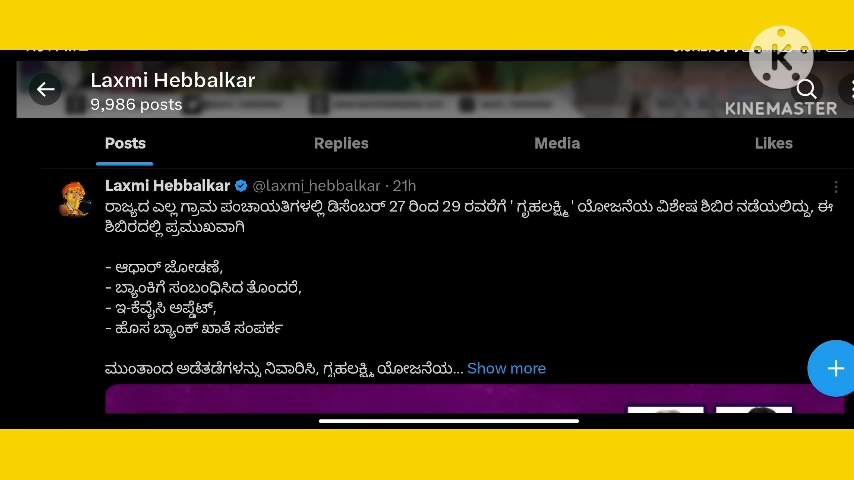 KINEMASTER
Laxmi Hebbalkar
9,986 posts
Posts Replies Media Likes
Laxmi Hebbalkar @laxmi_hebbalkar · 21h
ರಾಜ್ಯದ ಎಲ್ಲ ಗ್ರಾಮ ಪಂಚಾಯತಿಗಳಲ್ಲಿ ಡಿಸೆಂಬರ್ 27 ರಿಂದ 29 ರವರೆಗೆ ' ಗೃಹಲಕ್ಷ್ಮಿ ' ಯೋಜನೆಯ ವಿಶೇಷ ಶಿಬಿರ ನಡೆಯಲಿದ್ದು, ಈ
ಶಿಬಿರದಲ್ಲಿ ಪ್ರಮುಖವಾಗಿ
- ಆಧಾರ್ ಜೋಡಣೆ,
- ಬ್ಯಾಂಕಿಗೆ ಸಂಬಂಧಿಸಿದ ತೊಂದರೆ,
- ಇ-ಕೆವೈಸಿ ಅಪ್ಡೆಟ್,
- ಹೊಸ ಬ್ಯಾಂಕ್ ಖಾತೆ ಸಂಪರ್ಕ
ಮುಂತಾಂದ ಅಡೆತಡೆಗಳನ್ನು ನಿವಾರಿಸಿ, ಗೃಹಲಕ್ಷ್ಮಿ ಯೋಜನೆಯ... Show more